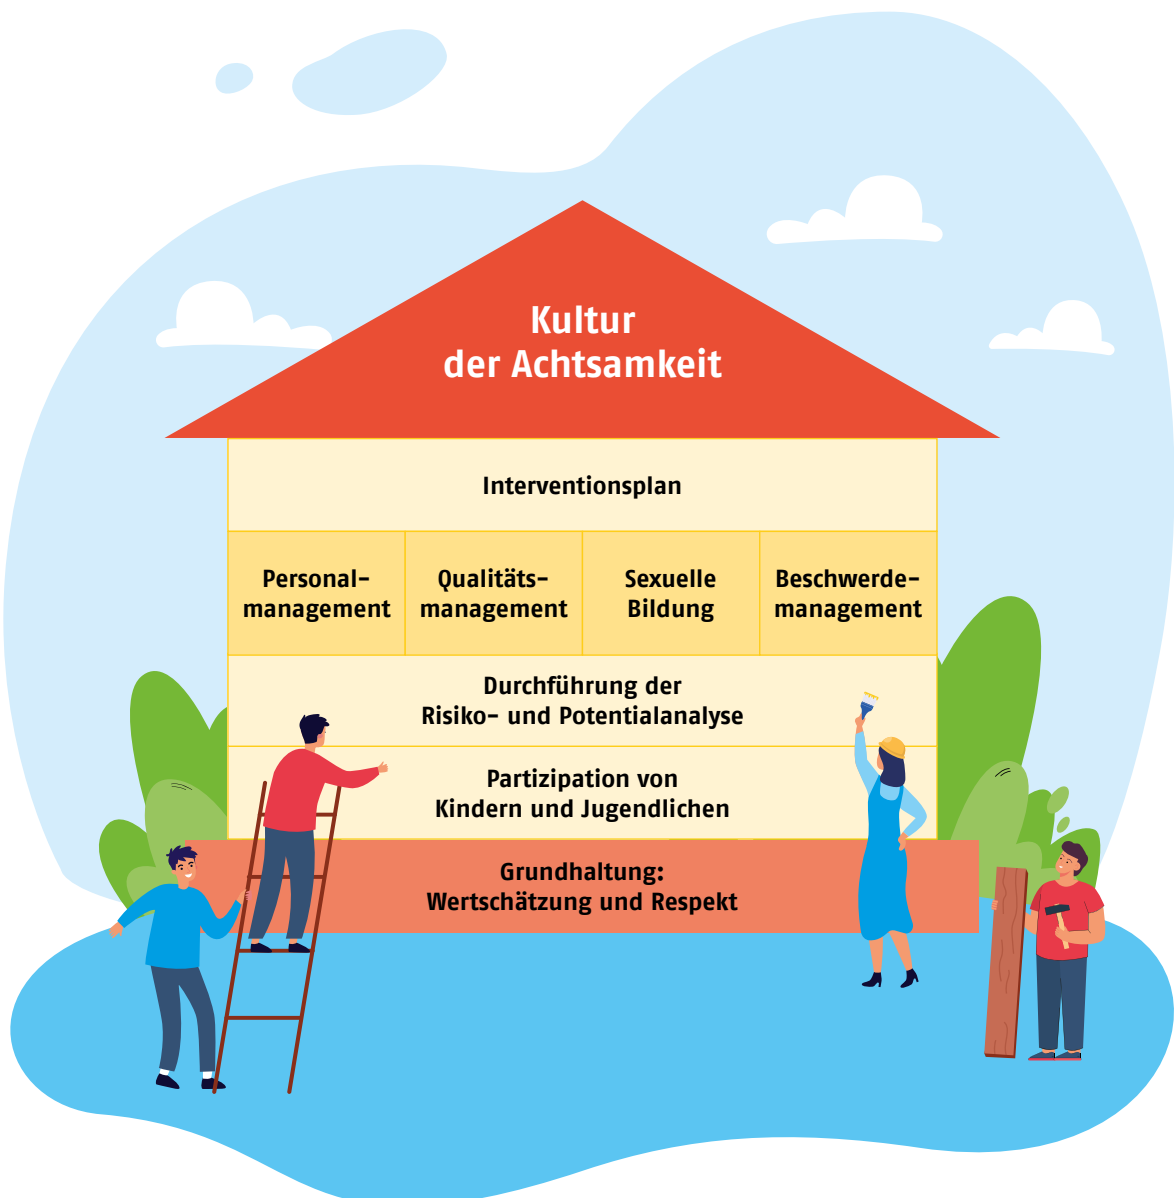 Kultur
der Achtsamkeit
Interventionsplan
Personal-
management
Qualitäts-
management
Sexuelle
Bildung
Beschwerde-
management
Durchführung der
Risiko- und Potentialanalyse
Partizipation von
Kindern und Jugendlichen
Grundhaltung:
Wertschätzung und Respekt